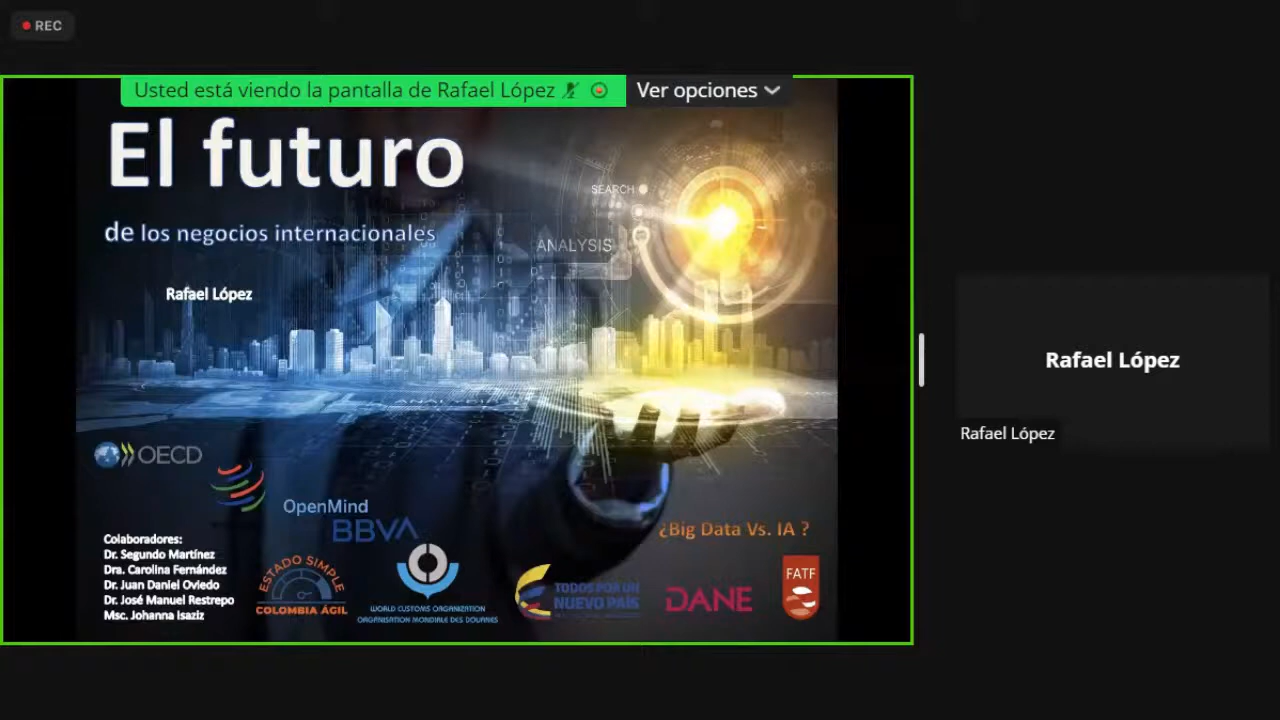 REC
Usted está viendo la pantalla de Rafael López
Ver opciones
El futuro
de los negocios internacionales
Rafael López
SEARCH
ANALYSIS
OECD
OpenMind
BBVA
¿Big Data Vs. IA ?
Colaboradores:
Dr. Segundo Martínez
Dra. Carolina Fernández
Dr. Juan Daniel Oviedo
Dr. José Manuel Restrepo
Msc. Johanna Isaziz
ESTADO SIMPLE
COLOMBIA ÁGIL
WORLD CUSTOMS ORGANIZATION
ORGANISATION MONDIALE DES DOUANES
TODOS POR UN
NUEVO PAÍS
DANE
FATF
Rafael López
Rafael López